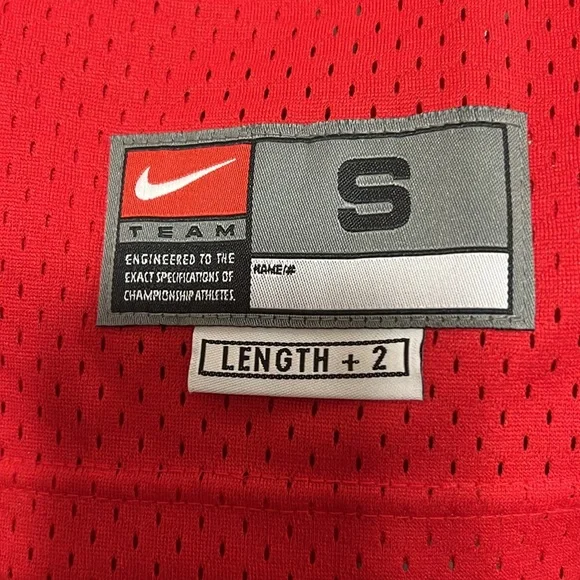 TEAM
ENGINEERED TO THE
EXACT SPECIFICATIONS OF
CHAMPIONSHIP ATHLETES.
S
NAME/#
LENGTH + 2